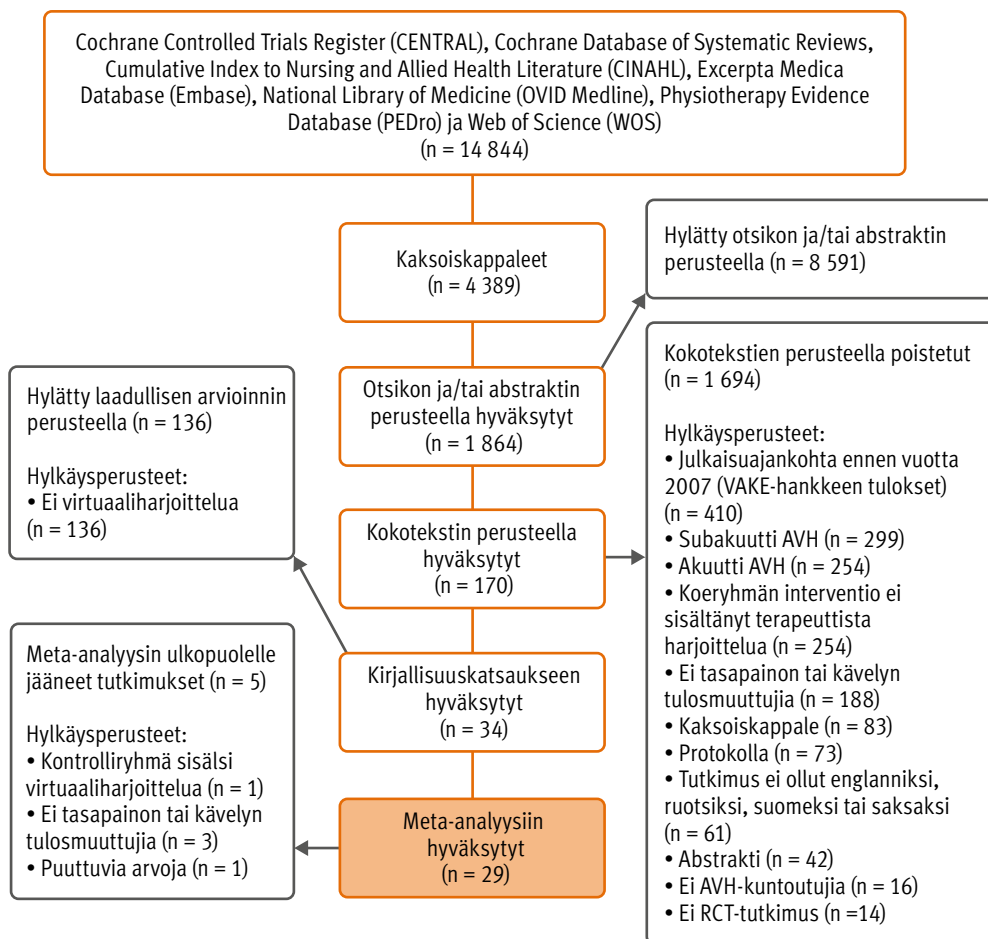 Cochrane Controlled Trials Register (CENTRAL), Cochrane Database of Systematic Reviews,
Cumulative Index to Nursing and Allied Health Literature (CINAHL), Excerpta Medica
Database (Embase), National Library of Medicine (OVID Medline), Physiotherapy Evidence
Database (PEDro) ja Web of Science (WOS)
(n = 14 844)
Kaksoiskappaleet
(n = 4 389)
Hylätty otsikon ja/tai abstraktin
perusteella (n = 8 591)
Otsikon ja/tai abstraktin
perusteella hyväksytyt
(n = 1 864)
Kokotekstien perusteella poistetut
(n = 1 694)
Hylkäysperusteet:
• Julkaisuajankohta ennen vuotta
2007 (VAKE-hankkeen tulokset)
(n = 410)
• Subakuutti AVH (n = 299)
• Akuutti AVH (n = 254)
• Koeryhmän interventio ei
sisältänyt terapeuttista
harjoittelua (n = 254)
• Ei tasapainon tai kävelyn
tulosmuuttujia (n = 188)
• Kaksoiskappale (n = 83)
• Protokolla (n = 73)
• Tutkimus ei ollut englanniksi,
ruotsiksi, suomeksi tai saksaksi
(n = 61)
• Abstrakti (n = 42)
• Ei AVH-kuntoutujia (n = 16)
• Ei RCT-tutkimus (n =14)
Kokotekstin perusteella
hyväksytyt
(n = 170)
Hylätty laadullisen arvioinnin
perusteella (n = 136)
Hylkäysperusteet:
• Ei virtuaaliharjoittelua
(n = 136)
Kirjallisuuskatsaukseen
hyväksytyt
(n = 34)
Meta-analyysin ulkopuolelle
jääneet tutkimukset (n = 5)
Hylkäysperusteet:
• Kontrolliryhmä sisälsi
virtuaaliharjoittelua (n = 1)
• Ei tasapainon tai kävelyn
tulosmuuttujia (n = 3)
• Puuttuvia arvoja (n = 1)
Meta-analyysiin
hyväksytyt
(n = 29)